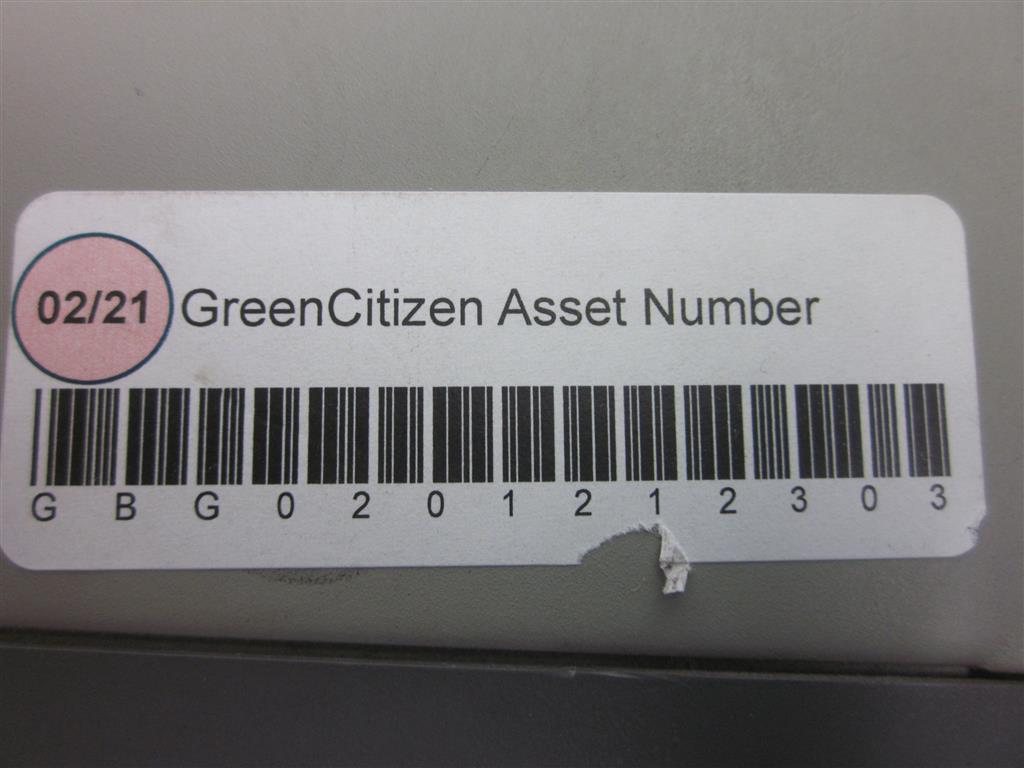 02/21 GreenCitizen Asset Number
G B G 0 2 0 1 2 1 2 3 0 3